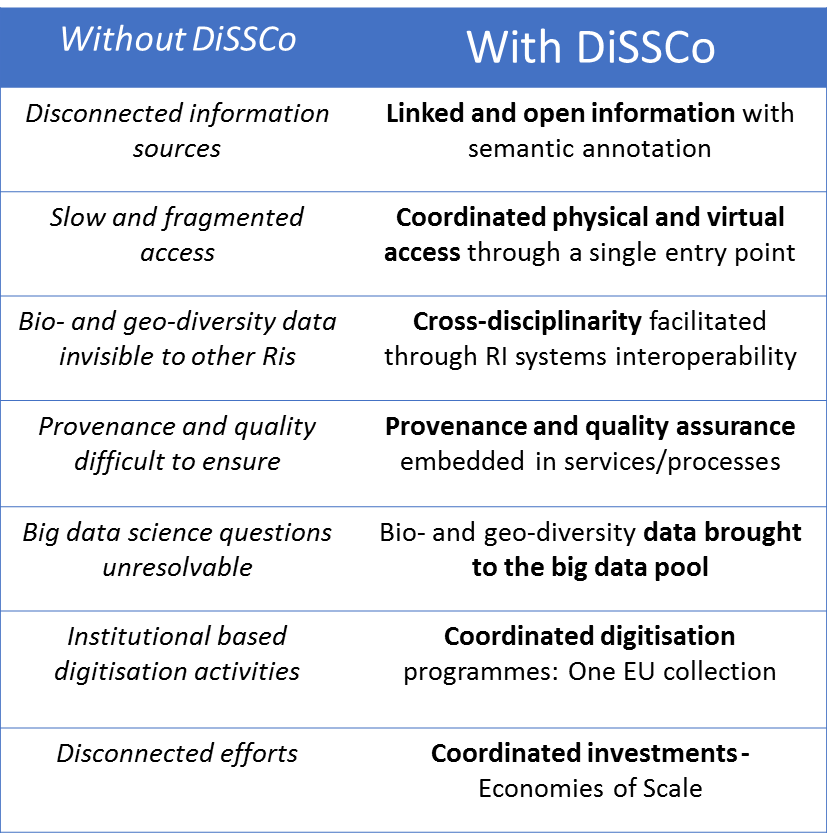 Without DiSSCo
With DiSSCo
Disconnected information
sources
Linked and open information with
semantic annotation
Slow and fragmented
access
Coordinated physical and virtual
access through a single entry point
Bio- and geo-diversity data
invisible to other Ris
Cross-disciplinarity facilitated
through RI systems interoperability
Provenance and quality
difficult to ensure
Provenance and quality assurance
embedded in services/processes
Big data science questions
unresolvable
Bio- and geo-diversity data brought
to the big data pool
Institutional based
digitisation activities
Coordinated digitisation
programmes: One EU collection
Disconnected efforts
Coordinated investments -
Economies of Scale